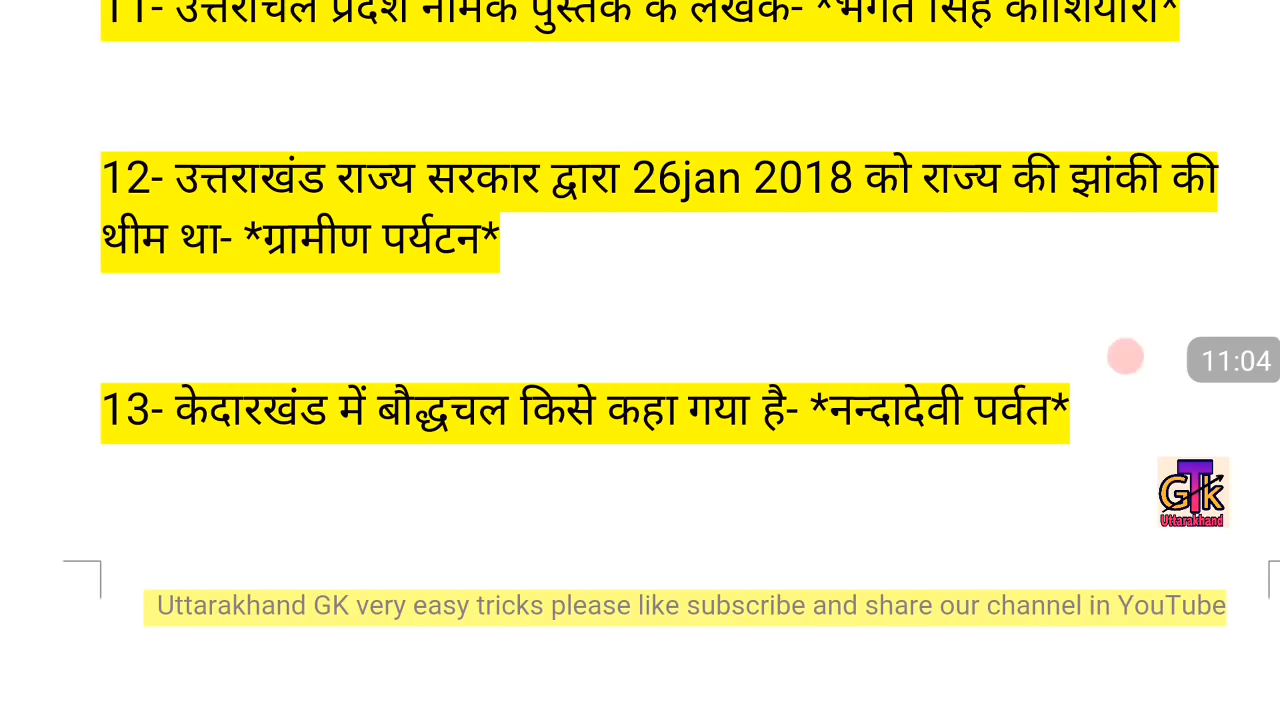 11- उत्तराचंल प्रदेश नामक पुस्तक के लेखक- *भगत सिंह कोशियारी*
12- उत्तराखंड राज्य सरकार द्वारा 26jan 2018 को राज्य की झांकी की
थीम था- *ग्रामीण पर्यटन*
11:04
13- केदारखंड में बौद्धचल किसे कहा गया है- *नन्दादेवी पर्वत*
GTk
Uttarakhand
Uttarakhand GK very easy tricks please like subscribe and share our channel in YouTube